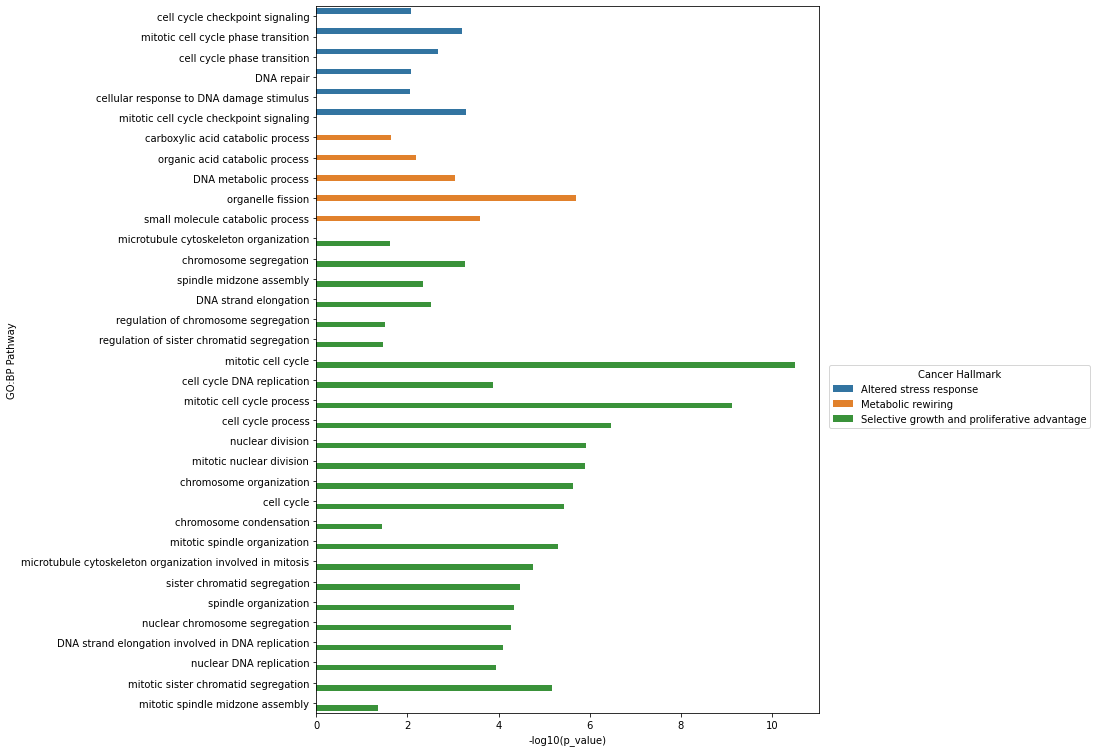 cell cycle checkpoint signaling
mitotic cell cycle phase transition
cell cycle phase transition
DNA repair
cellular response to DNA damage stimulus
mitotic cell cycle checkpoint signaling
carboxylic acid catabolic process
organic acid catabolic process
DNA metabolic process
organelle fission
small molecule catabolic process
microtubule cytoskeleton organization
chromosome segregation
spindle midzone assembly
DNA strand elongation
regulation of chromosome segregation
regulation of sister chromatid segregation
mitotic cell cycle
cell cycle DNA replication
mitotic cell cycle process
cell cycle process
nuclear division
mitotic nuclear division
chromosome organization
cell cycle
chromosome condensation
mitotic spindle organization
microtubule cytoskeleton organization involved in mitosis
sister chromatid segregation
spindle organization
nuclear chromosome segregation
DNA strand elongation involved in DNA replication
nuclear DNA replication
mitotic sister chromatid segregation
mitotic spindle midzone assembly
GO:BP Pathway
0 2 4 6 8 10
-log10(p_value)
Cancer Hallmark
Altered stress response
Metabolic rewiring
Selective growth and proliferative advantage